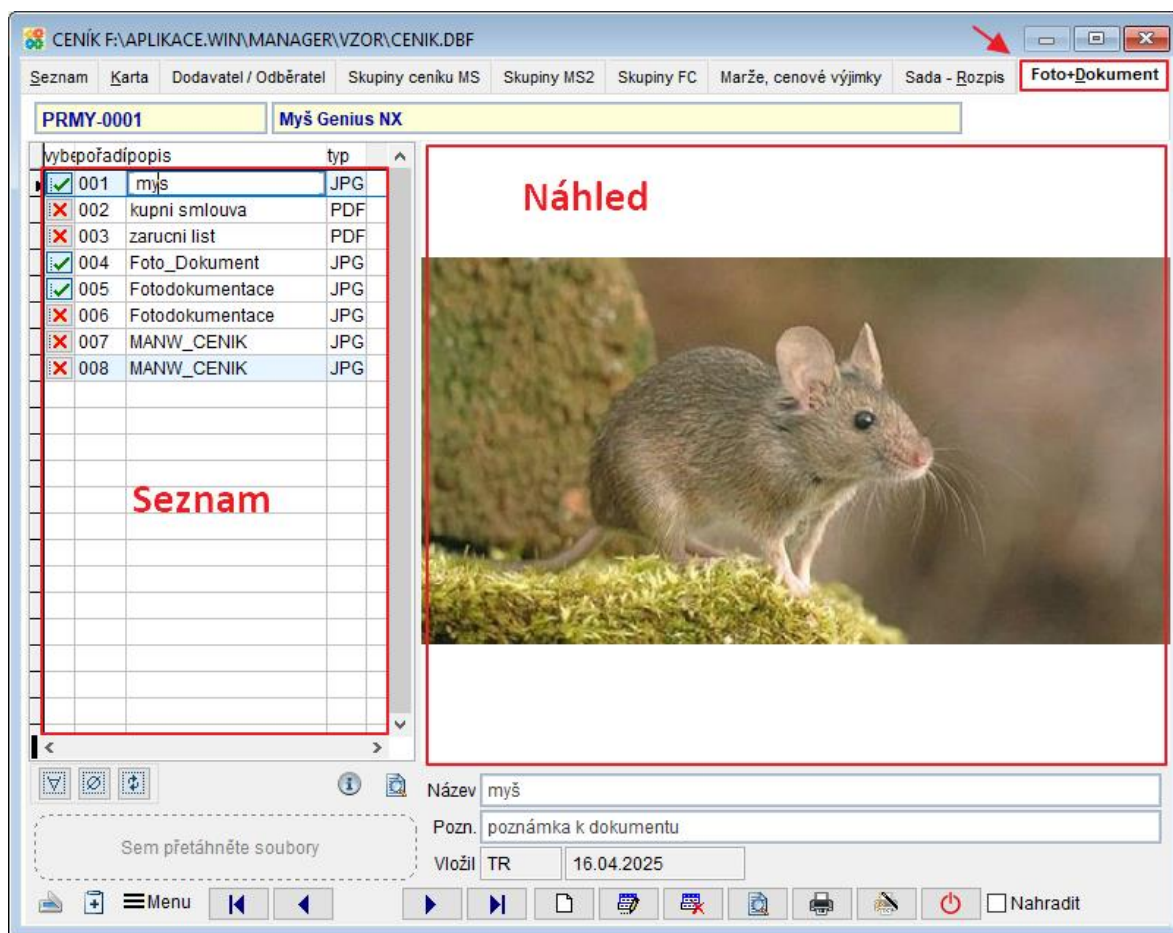 CENÍK F:\APLIKACE.WIN\MANAGER\VZOR\CENIK.DBF
Seznam Karta Dodavatel / Odběratel Skupiny ceníku MS Skupiny MS2 Skupiny FC Marže, cenové výjimky Sada - Rozpis Foto+Dokument
PRMY-0001 Myš Genius NX
vybe pořadí popis typ
001 myš JPG
002 kupni smlouva PDF
003 zarucni list PDF
004 Foto_Dokument JPG
005 Fotodokumentace JPG
006 Fotodokumentace JPG
007 MANW_CENIK JPG
008 MANW_CENIK JPG
Seznam
Náhled
Název myš
Pozn. poznámka k dokumentu
Vložil TR 16.04.2025
Sem přetáhněte soubory
Menu
Nahradit